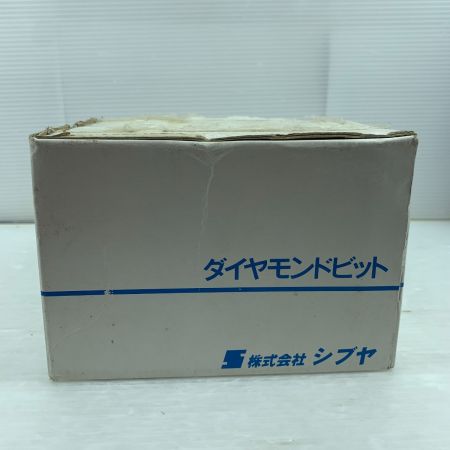 ダイヤモンドビット
株式会社 シブヤ